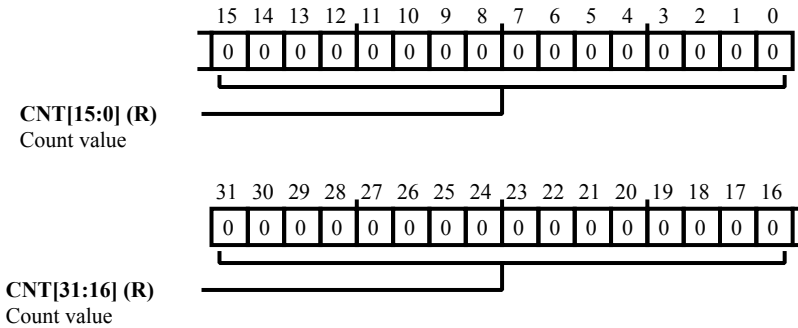 15 14 13 12 11 10 9 8 7 6 5 4 3 2 1 0
0 0 0 0 0 0 0 0 0 0 0 0 0 0 0 0
CNT[15:0] (R)
Count value
31 30 29 28 27 26 25 24 23 22 21 20 19 18 17 16
0 0 0 0 0 0 0 0 0 0 0 0 0 0 0 0
CNT[31:16] (R)
Count value